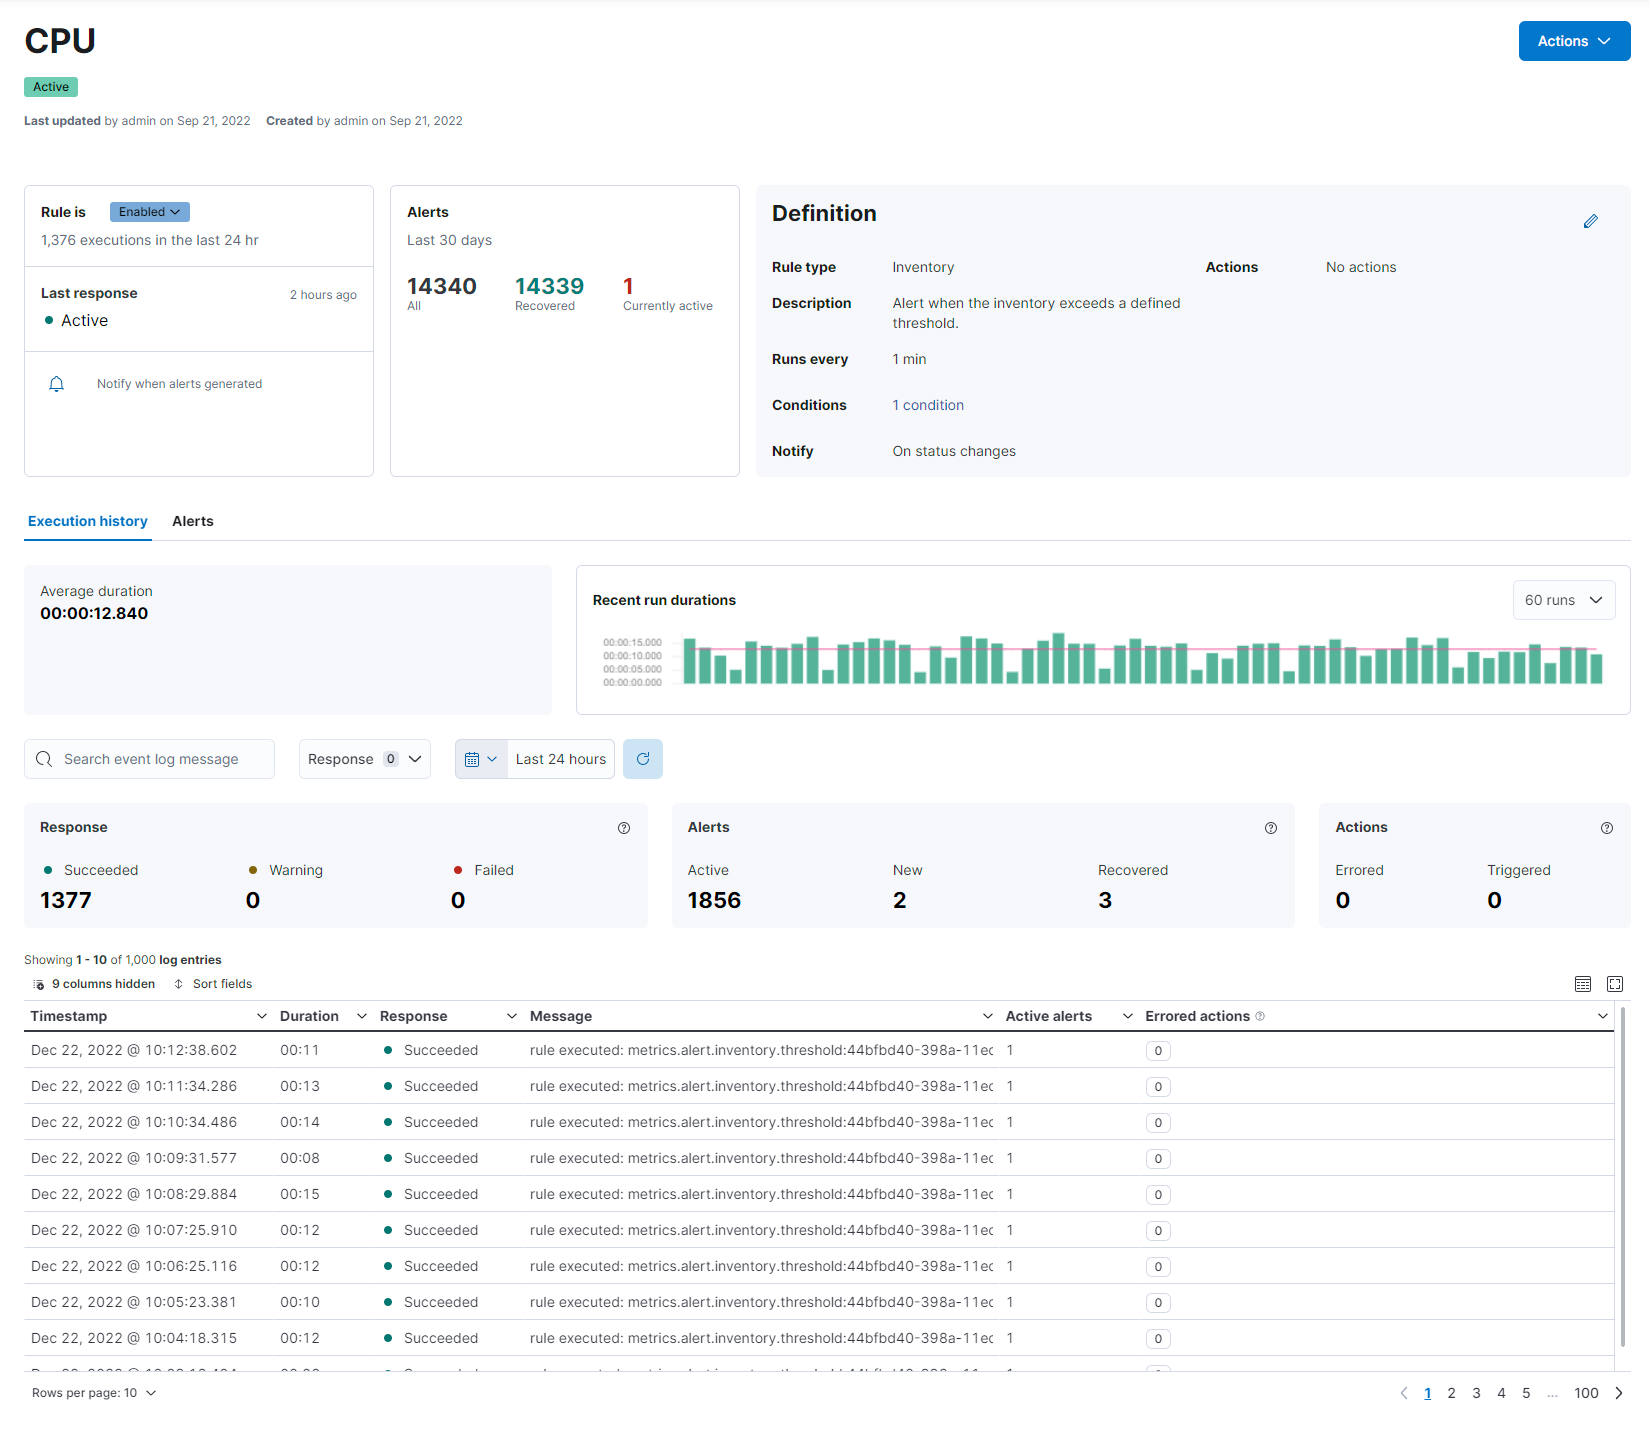 CPU
Actions
Active
Last updated by admin on Sep 21, 2022 Created by admin on Sep 21, 2022
Rule is Enabled
1,376 executions in the last 24 hr
Last response 2 hours ago
Active
Notify when alerts generated
Alerts
Last 30 days
14340 14339 1
All Recovered Currently active
Definition
Rule type Inventory Actions No actions
Description Alert when the inventory exceeds a defined
threshold.
Runs every 1 min
Conditions 1 condition
Notify On status changes
Execution history Alerts
Average duration
00:00:12.840
Recent run durations 60 runs
00:00:15.000
00:00:10.000
00:00:05.000
00:00:00.000
Search event log message Response 0 Last 24 hours
Response
Succeeded Warning Failed
1377 0 0
Alerts
Active New Recovered
1856 2 3
Actions
Errored Triggered
0 0
Showing 1 - 10 of 1,000 log entries
9 columns hidden Sort fields
Timestamp Duration Response Message Active alerts Errored actions
Dec 22, 2022 @ 10:12:38.602 00:11 Succeeded rule executed: metrics.alert.inventory.threshold:44bfbd40-398a-11ec 1 0
Dec 22, 2022 @ 10:11:34.286 00:13 Succeeded rule executed: metrics.alert.inventory.threshold:44bfbd40-398a-11ec 1 0
Dec 22, 2022 @ 10:10:34.486 00:14 Succeeded rule executed: metrics.alert.inventory.threshold:44bfbd40-398a-11ec 1 0
Dec 22, 2022 @ 10:09:31.577 00:08 Succeeded rule executed: metrics.alert.inventory.threshold:44bfbd40-398a-11ec 1 0
Dec 22, 2022 @ 10:08:29.884 00:15 Succeeded rule executed: metrics.alert.inventory.threshold:44bfbd40-398a-11ec 1 0
Dec 22, 2022 @ 10:07:25.910 00:12 Succeeded rule executed: metrics.alert.inventory.threshold:44bfbd40-398a-11ec 1 0
Dec 22, 2022 @ 10:06:25.116 00:12 Succeeded rule executed: metrics.alert.inventory.threshold:44bfbd40-398a-11ec 1 0
Dec 22, 2022 @ 10:05:23.381 00:10 Succeeded rule executed: metrics.alert.inventory.threshold:44bfbd40-398a-11ec 1 0
Dec 22, 2022 @ 10:04:18.315 00:12 Succeeded rule executed: metrics.alert.inventory.threshold:44bfbd40-398a-11ec 1 0
Rows per page: 10 1 2 3 4 5 ... 100